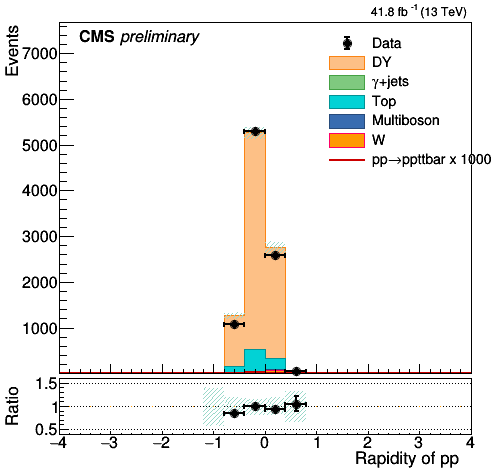 41.8 fb⁻¹ (13 TeV)
CMS preliminary
Events
7000
6000
5000
4000
3000
2000
1000
Data
DY
γ+jets
Top
Multiboson
W
pp→ppttbar x 1000
Ratio
1.5
1
0.5
−4 −3 −2 −1 0 1 2 3 4
Rapidity of pp